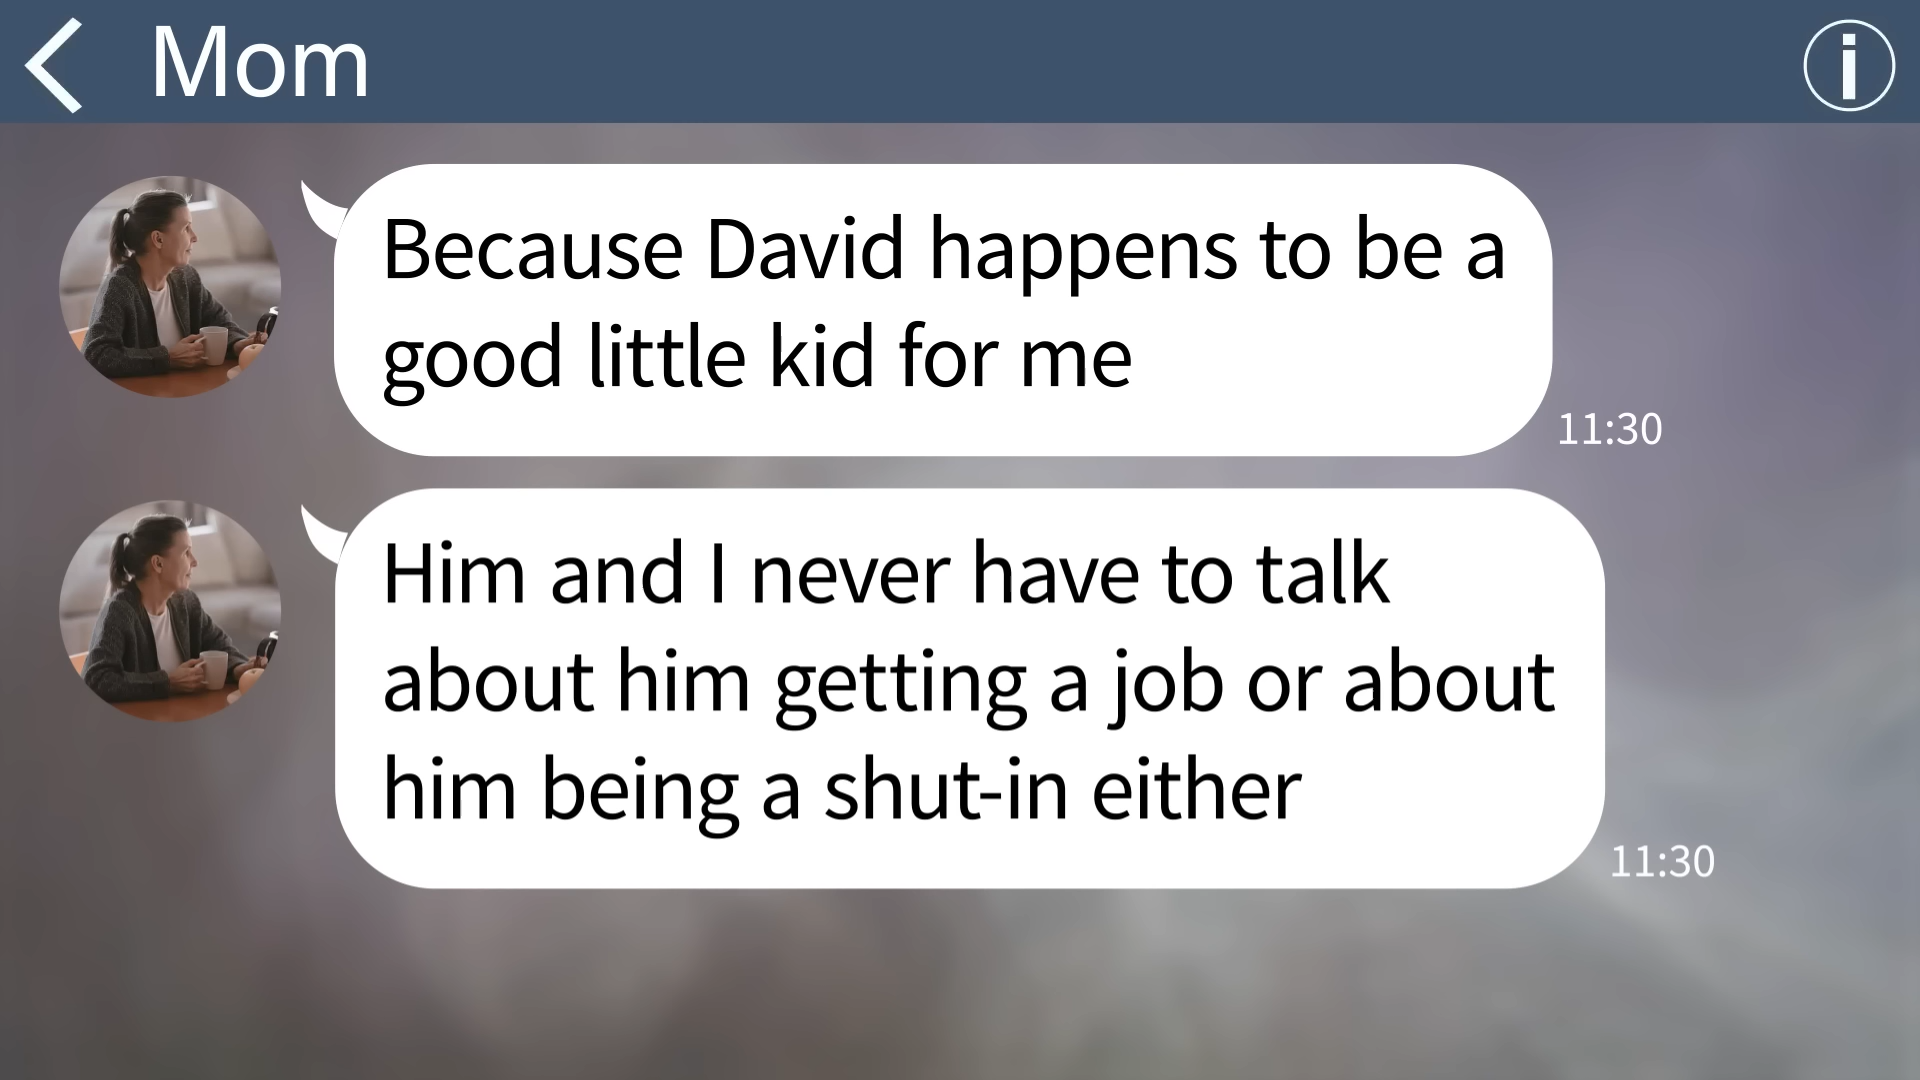 Mom
Because David happens to be a
good little kid for me
11:30
Him and I never have to talk
about him getting a job or about
him being a shut-in either
11:30